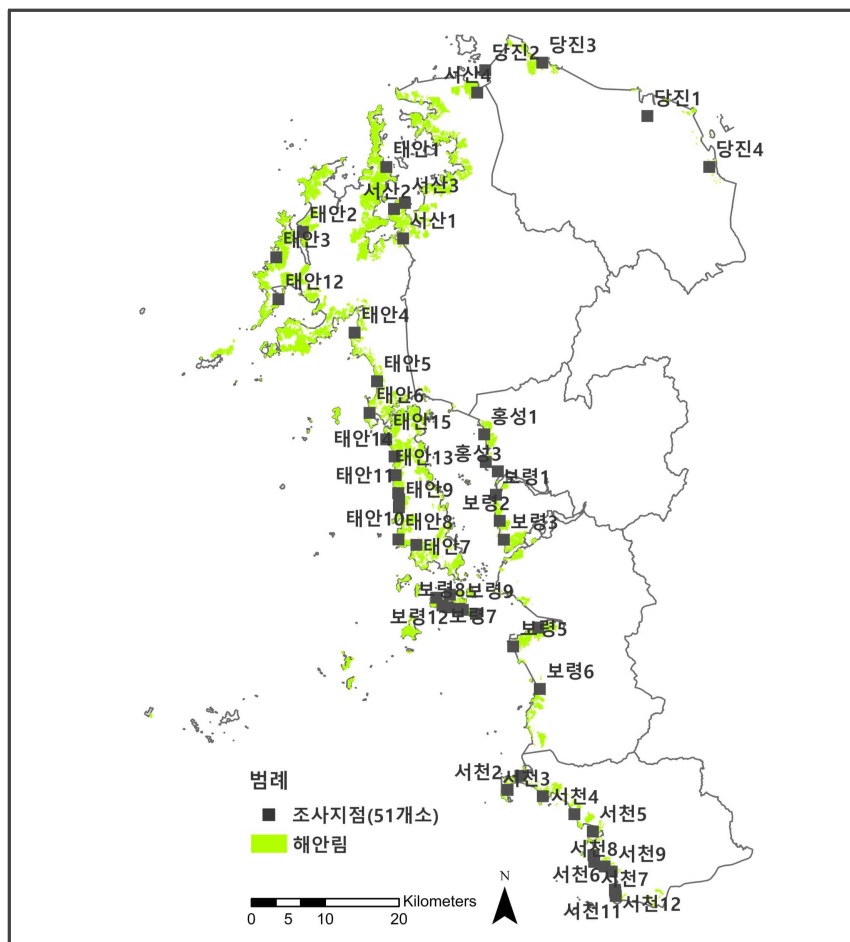 당진2
당진3
서산4
당진1
당진4
태안1
서산3
서산2
태안2
서산1
태안3
태안12
태안4
태안5
태안6
홍성1
태안15
태안14
홍성3
태안13
보령1
태안11
태안9
보령2
태안10
태안8
보령3
태안7
보령8
보령9
보령12
보령7
보령5
보령6
서천2
서천3
서천4
서천5
서천8
서천9
서천6
서천7
서천11
서천12
범례
조사지점(51개소)
해안림
N
Kilometers
0 5 10 20